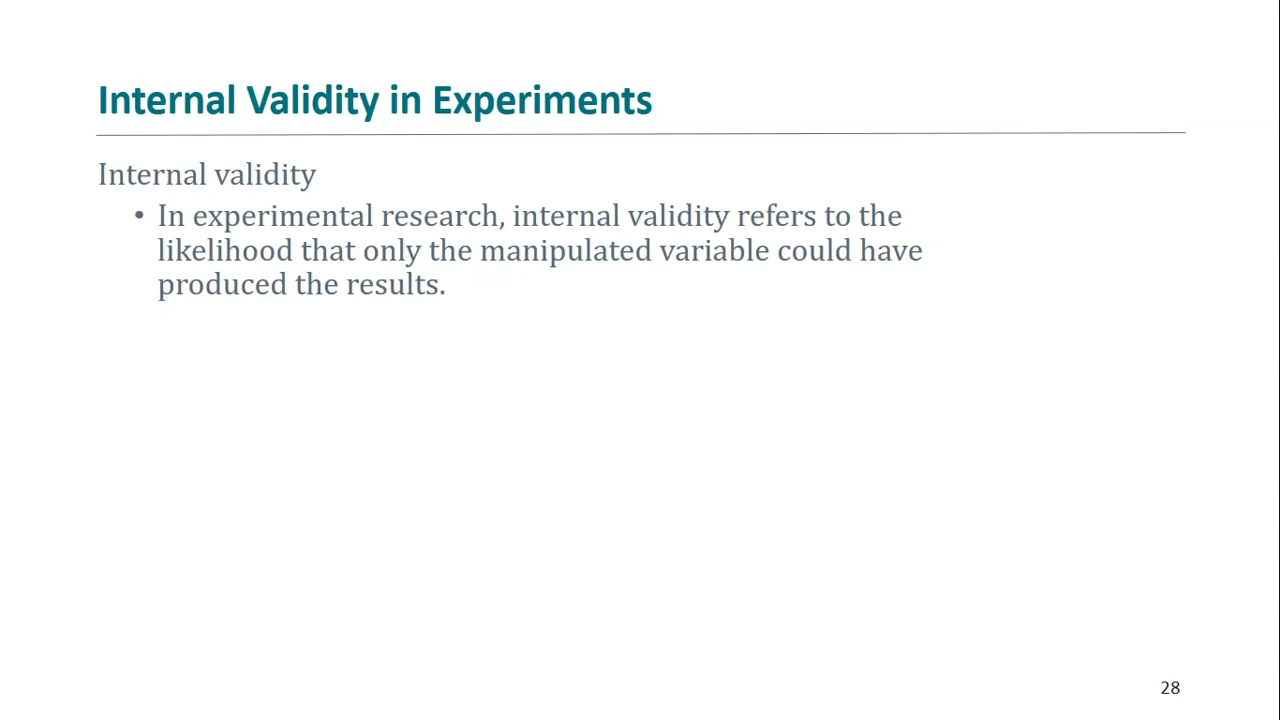 Internal Validity in Experiments
Internal validity
• In experimental research, internal validity refers to the
likelihood that only the manipulated variable could have
produced the results.
28